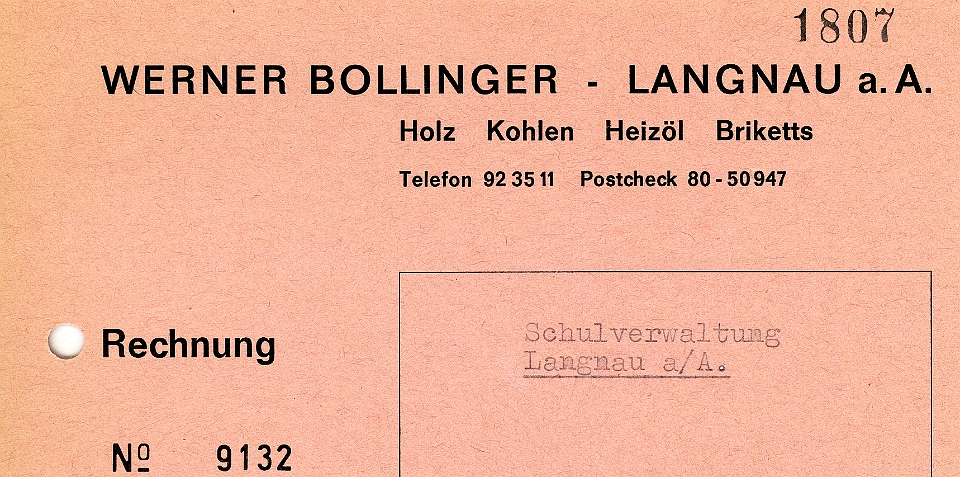 1807
WERNER BOLLINGER - LANGNAU a. A.
Holz Kohlen Heizöl Briketts
Telefon 92 35 11 Postcheck 80 - 50 947
Rechnung
Schulverwaltung
Langnau a/A.
Nº 9132